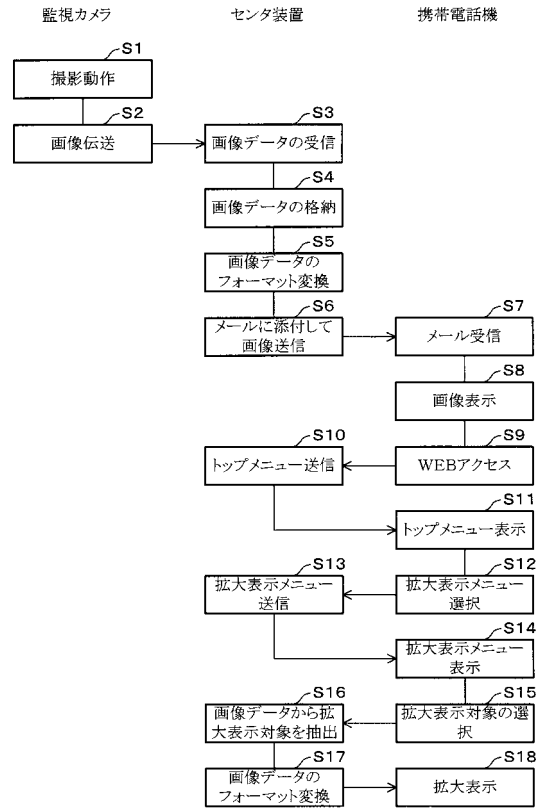 監視カメラ
センタ装置
携帯電話機
S1
撮影動作
S2
画像伝送
S3
画像データの受信
S4
画像データの格納
S5
画像データの
フォーマット変換
S6
メールに添付して
画像送信
S7
メール受信
S8
画像表示
S9
WEBアクセス
S10
トップメニュー送信
S11
トップメニュー表示
S12
拡大表示メニュー
選択
S13
拡大表示メニュー
送信
S14
拡大表示メニュー
表示
S15
拡大表示対象の選
択
S16
画像データから拡
大表示対象を抽出
S17
画像データの
フォーマット変換
S18
拡大表示